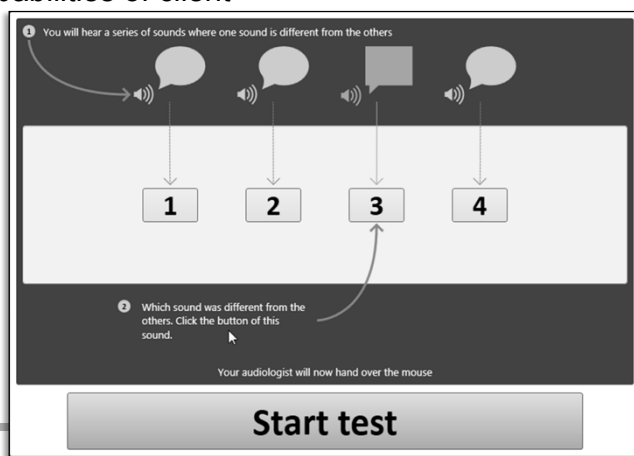 1 You will hear a series of sounds where one sound is different from the others
1 2 3 4
2 Which sound was different from the
others. Click the button of this
sound.
Your audiologist will now hand over the mouse
Start test